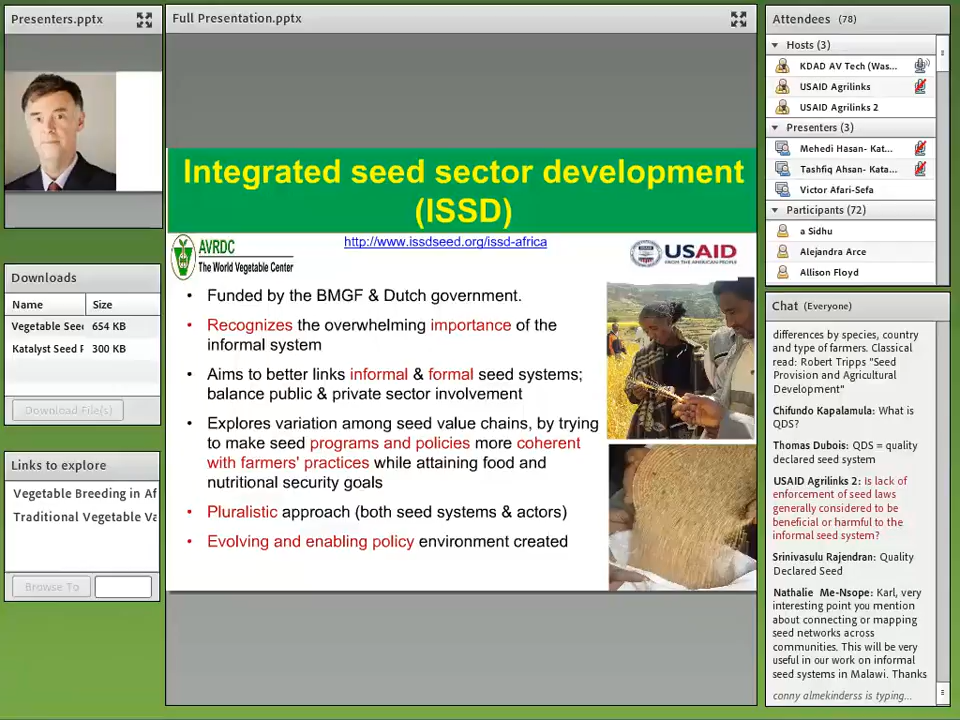 Presenters.pptx
Full Presentation.pptx
Integrated seed sector development
(ISSD)
http://www.issdseed.org/issd-africa
AVRDC
The World Vegetable Center
USAID
FROM THE AMERICAN PEOPLE
• Funded by the BMGF & Dutch government.
• Recognizes the overwhelming importance of the
informal system
• Aims to better links informal & formal seed systems;
balance public & private sector involvement
• Explores variation among seed value chains, by trying
to make seed programs and policies more coherent
with farmers' practices while attaining food and
nutritional security goals
• Pluralistic approach (both seed systems & actors)
• Evolving and enabling policy environment created
Downloads
Name Size
Vegetable See 654 KB
Katalyst Seed F 300 KB
Download File(s)
Links to explore
Vegetable Breeding in Af
Traditional Vegetable Va
Browse To
Attendees (78)
Hosts (3)
KDAD AV Tech (Was...
USAID Agrilinks
USAID Agrilinks 2
Presenters (3)
Mehedi Hasan- Kat...
Tashfiq Ahsan- Kata...
Victor Afari-Sefa
Participants (72)
a Sidhu
Alejandra Arce
Allison Floyd
Chat (Everyone)
differences by species, country
and type of farmers. Classical
read: Robert Tripps "Seed
Provision and Agricultural
Development"
Chifundo Kapalamula: What is
QDS?
Thomas Dubois: QDS = quality
declared seed system
USAID Agrilinks 2: Is lack of
enforcement of seed laws
generally considered to be
beneficial or harmful to the
informal seed system?
Srinivasulu Rajendran: Quality
Declared Seed
Nathalie Me-Nsope: Karl, very
interesting point you mention
about connecting or mapping
seed networks across
communities. This will be very
useful in our work on informal
seed systems in Malawi. Thanks
conny almekinderss is typing...